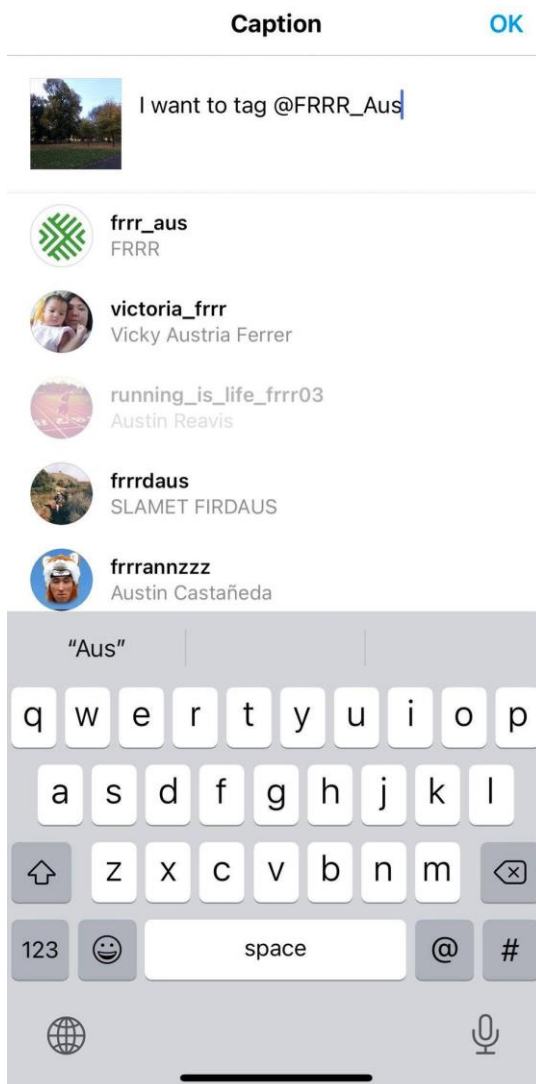 Caption OK
I want to tag @FRRR_Aus
frrr_aus
FRRR
victoria_frrr
Vicky Austria Ferrer
running_is_life_frrr03
Austin Reavis
frrrdaus
SLAMET FIRDAUS
frrrannzzz
Austin Castañeda
“Aus”
q w e r t y u i o p
a s d f g h j k l
z x c v b n m
123 space @ #